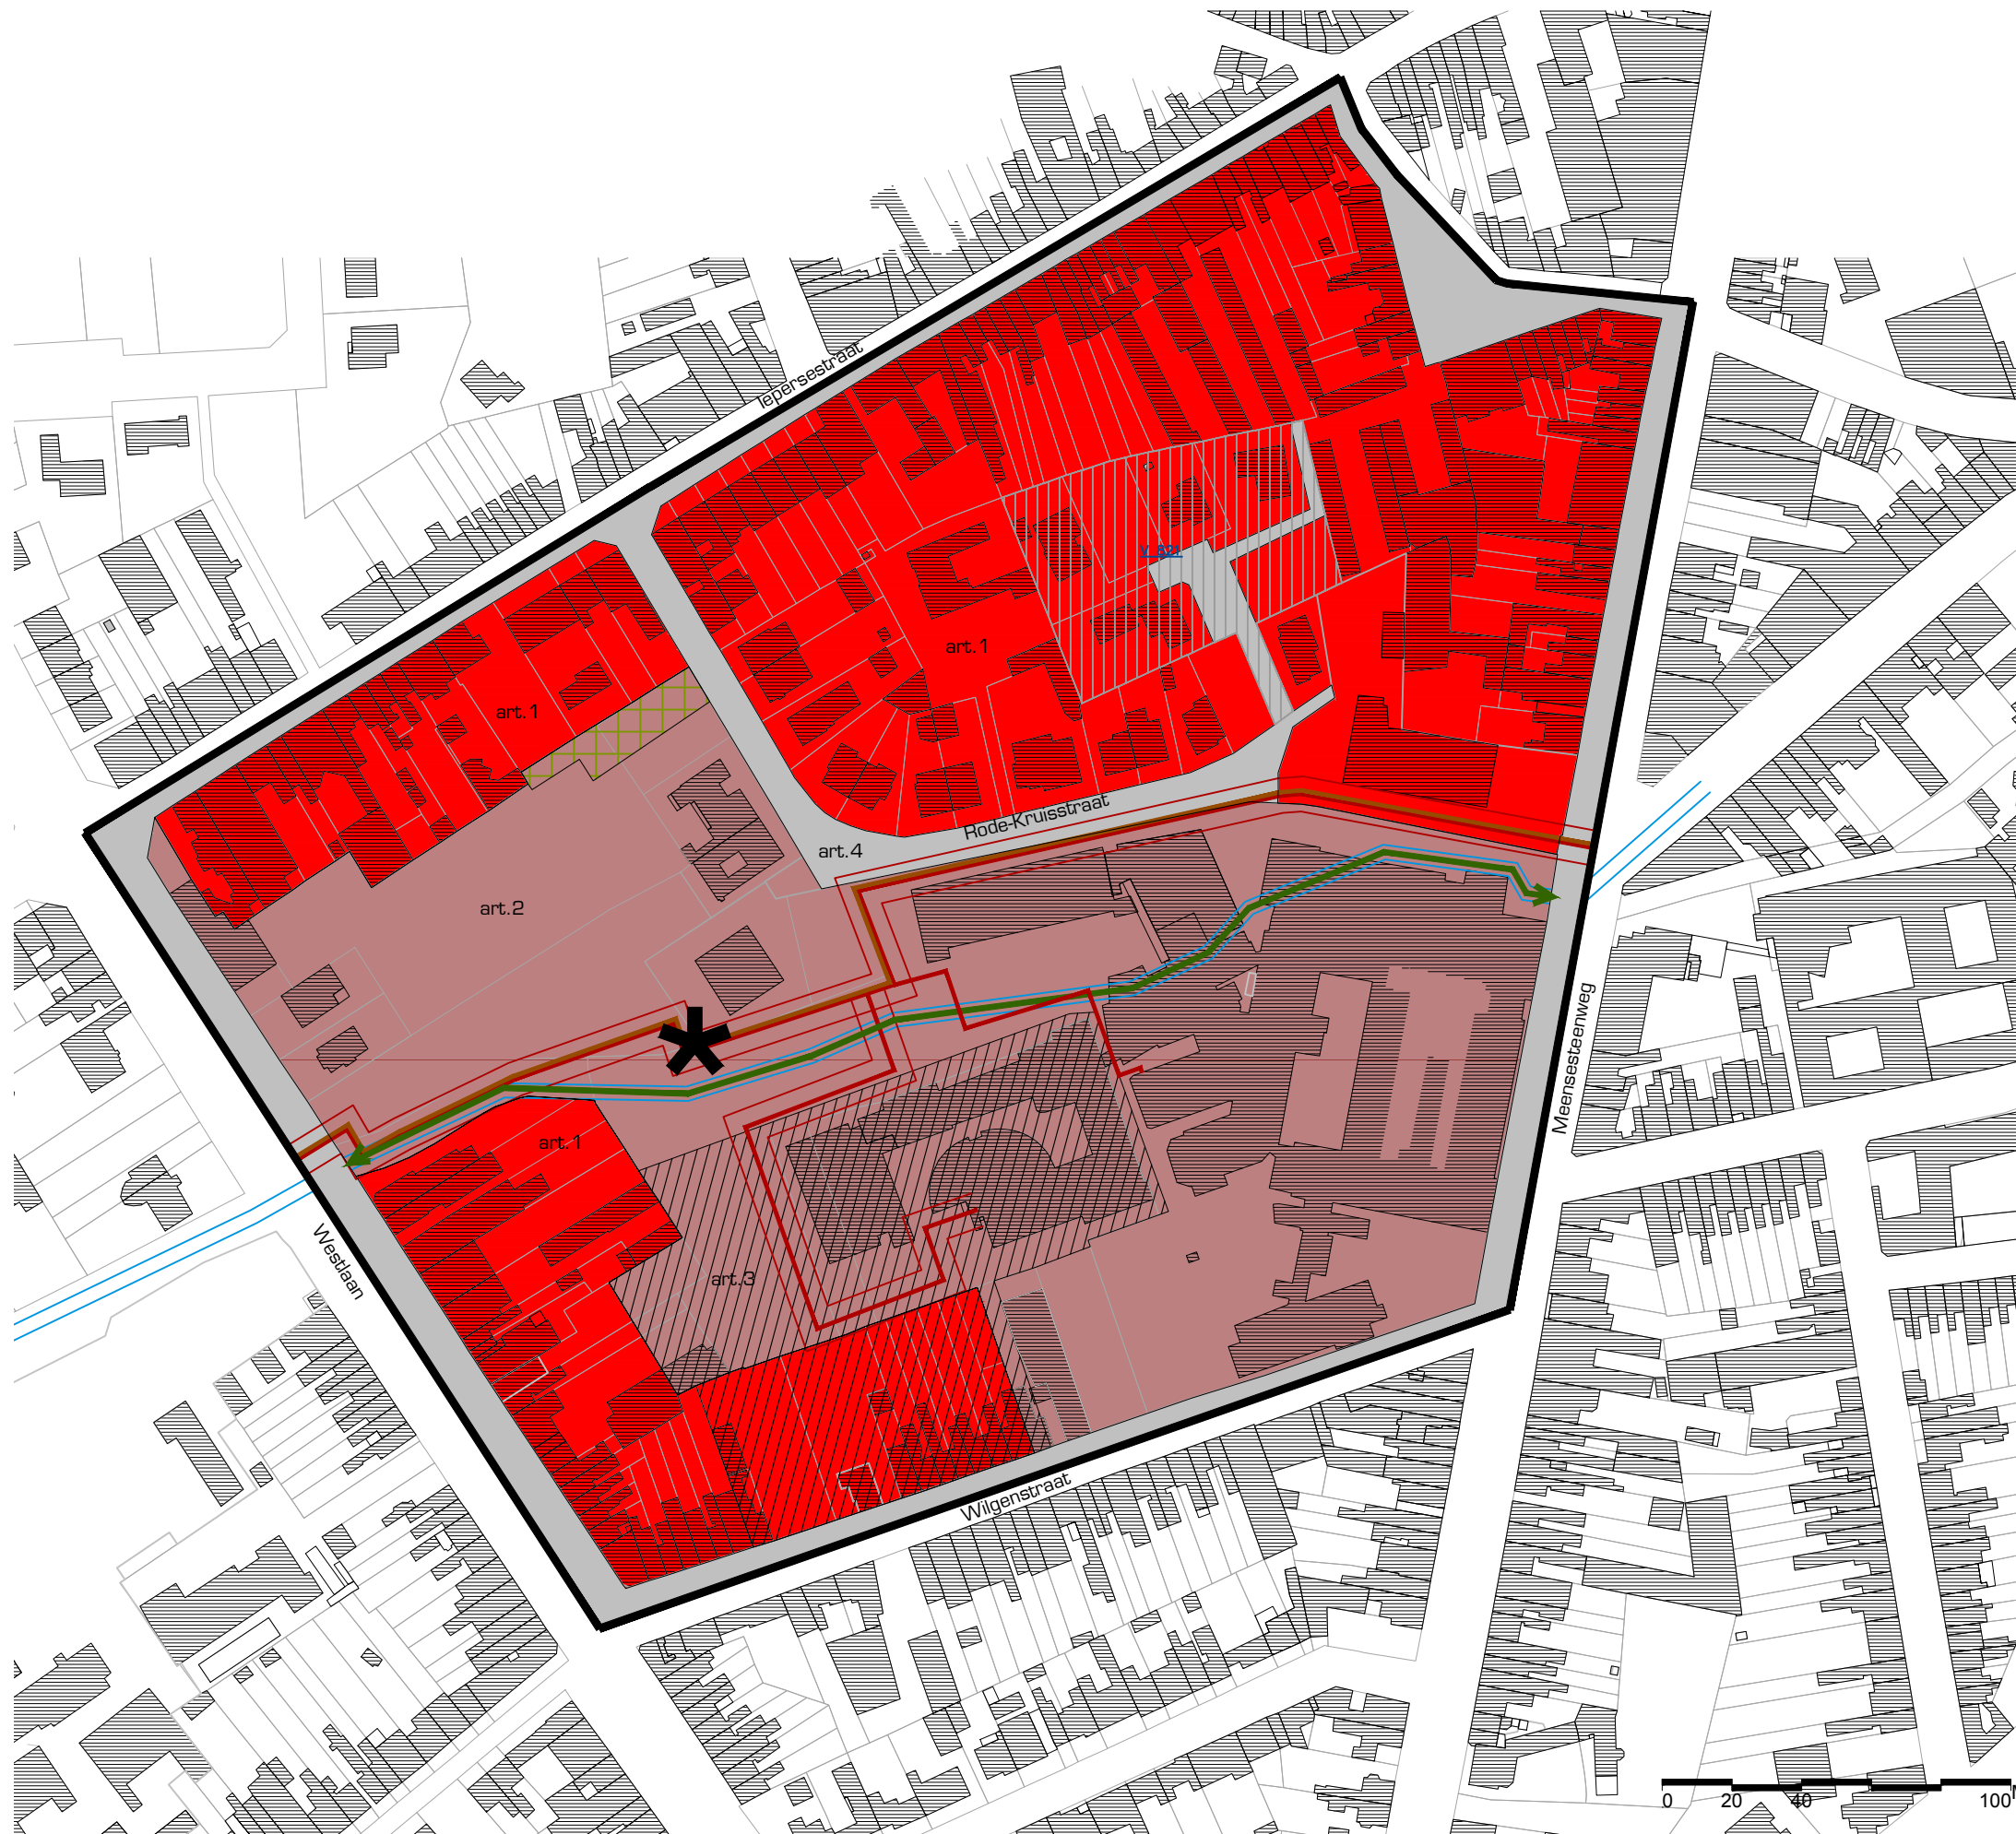 Iepersestraat
art.1
art.1
Rode-Kruisstraat
art.4
art.2
Meensesteenweg
art.1
Westlaan
art.3
Wilgenstraat
0 20 40 100